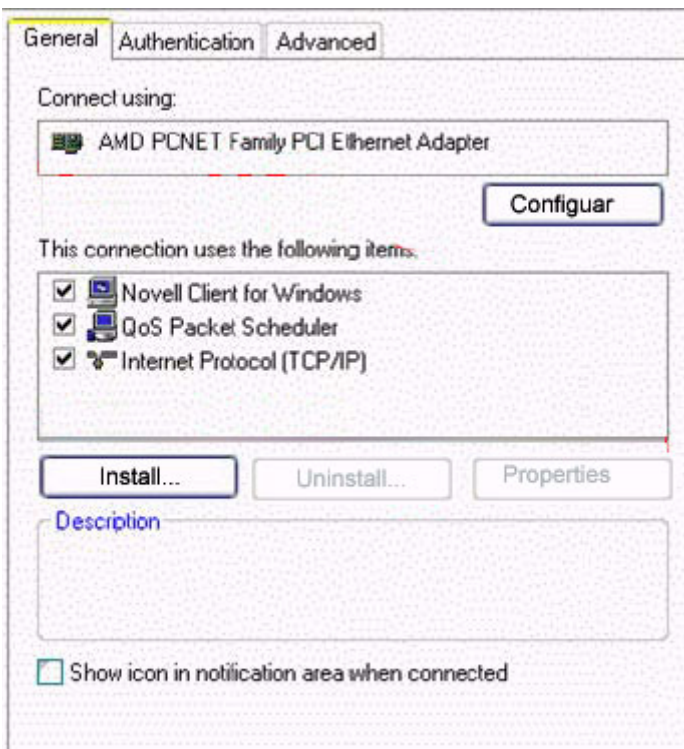 General Authentication Advanced
Connect using:
AMD PCNET Family PCI Ethernet Adapter
Configuar
This connection uses the following items:
Novell Client for Windows
QoS Packet Scheduler
Internet Protocol (TCP/IP)
Install... Uninstall... Properties
Description
Show icon in notification area when connected